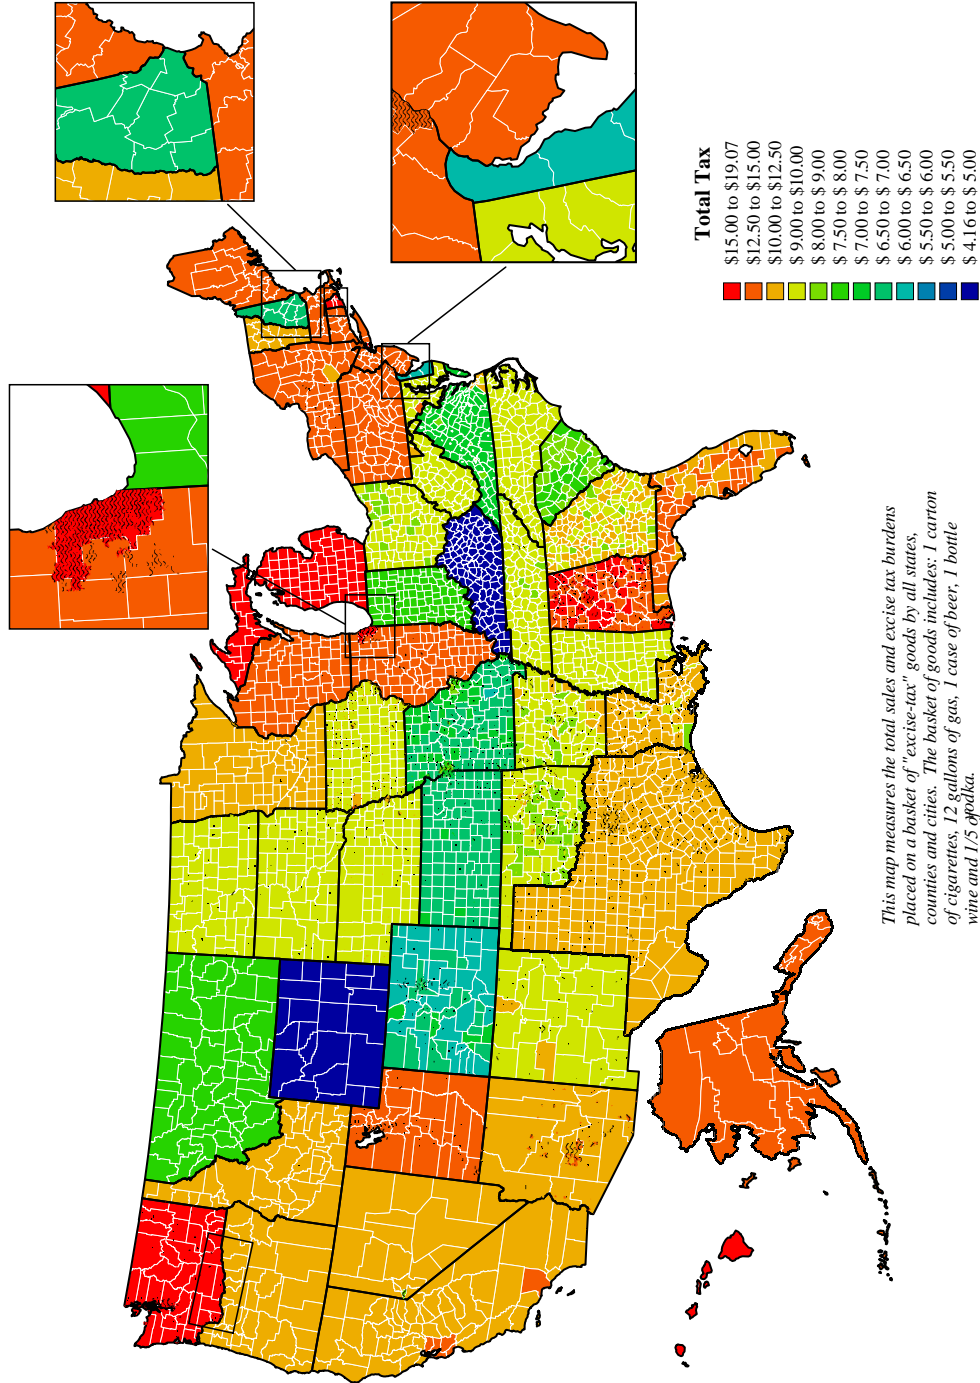 Total Tax
$15.00 to $19.07
$12.50 to $15.00
$10.00 to $12.50
$ 9.00 to $10.00
$ 8.00 to $ 9.00
$ 7.50 to $ 8.00
$ 7.00 to $ 7.50
$ 6.50 to $ 7.00
$ 6.00 to $ 6.50
$ 5.50 to $ 6.00
$ 5.00 to $ 5.50
$ 4.16 to $ 5.00
This map measures the total sales and excise tax burdens
placed on a basket of "excise-tax" goods by all states,
counties and cities. The basket of goods includes: 1 carton
of cigarettes, 12 gallons of gas, 1 case of beer, 1 bottle
wine and 1/5 of